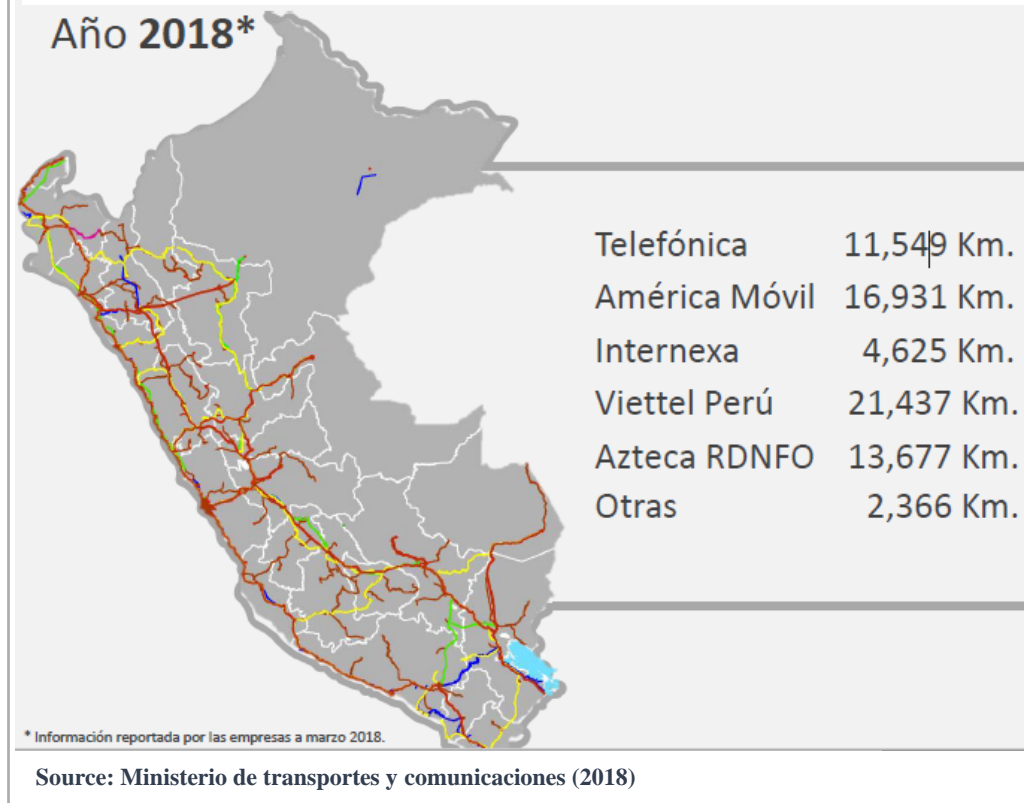 Año 2018*
Telefónica 11,549 Km.
América Móvil 16,931 Km.
Internexa 4,625 Km.
Viettel Perú 21,437 Km.
Azteca RDNFO 13,677 Km.
Otras 2,366 Km.
* Información reportada por las empresas a marzo 2018.
Source: Ministerio de transportes y comunicaciones (2018)